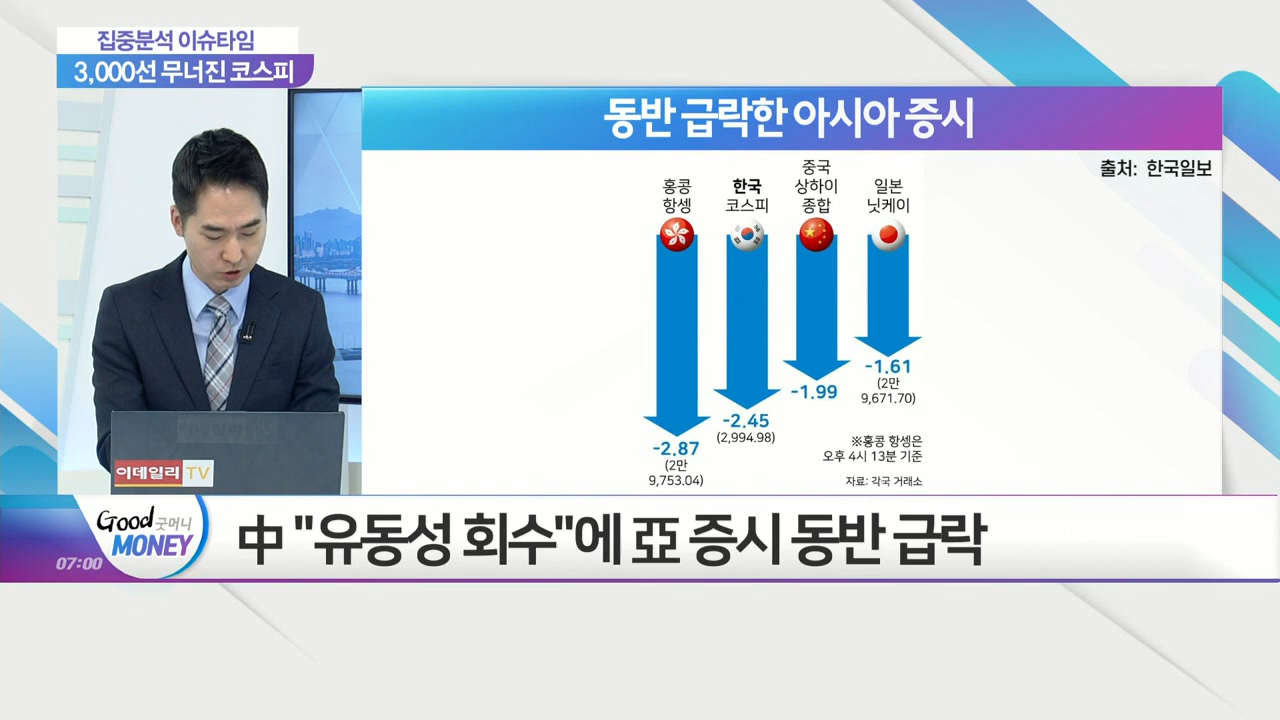 집중분석 이슈타임
3,000선 무너진 코스피
동반 급락한 아시아 증시
출처: 한국일보
홍콩
항셍
한국
코스피
중국
상하이
종합
일본
닛케이
-2.87
(2만
9,753.04)
-2.45
(2,994.98)
-1.99
-1.61
(2만
9,671.70)
※홍콩 항셍은
오후 4시 13분 기준
자료: 각국 거래소
이데일리 TV
이데일리 TV
Good 굿머니
MONEY
07:00
中 "유동성 회수"에 亞 증시 동반 급락